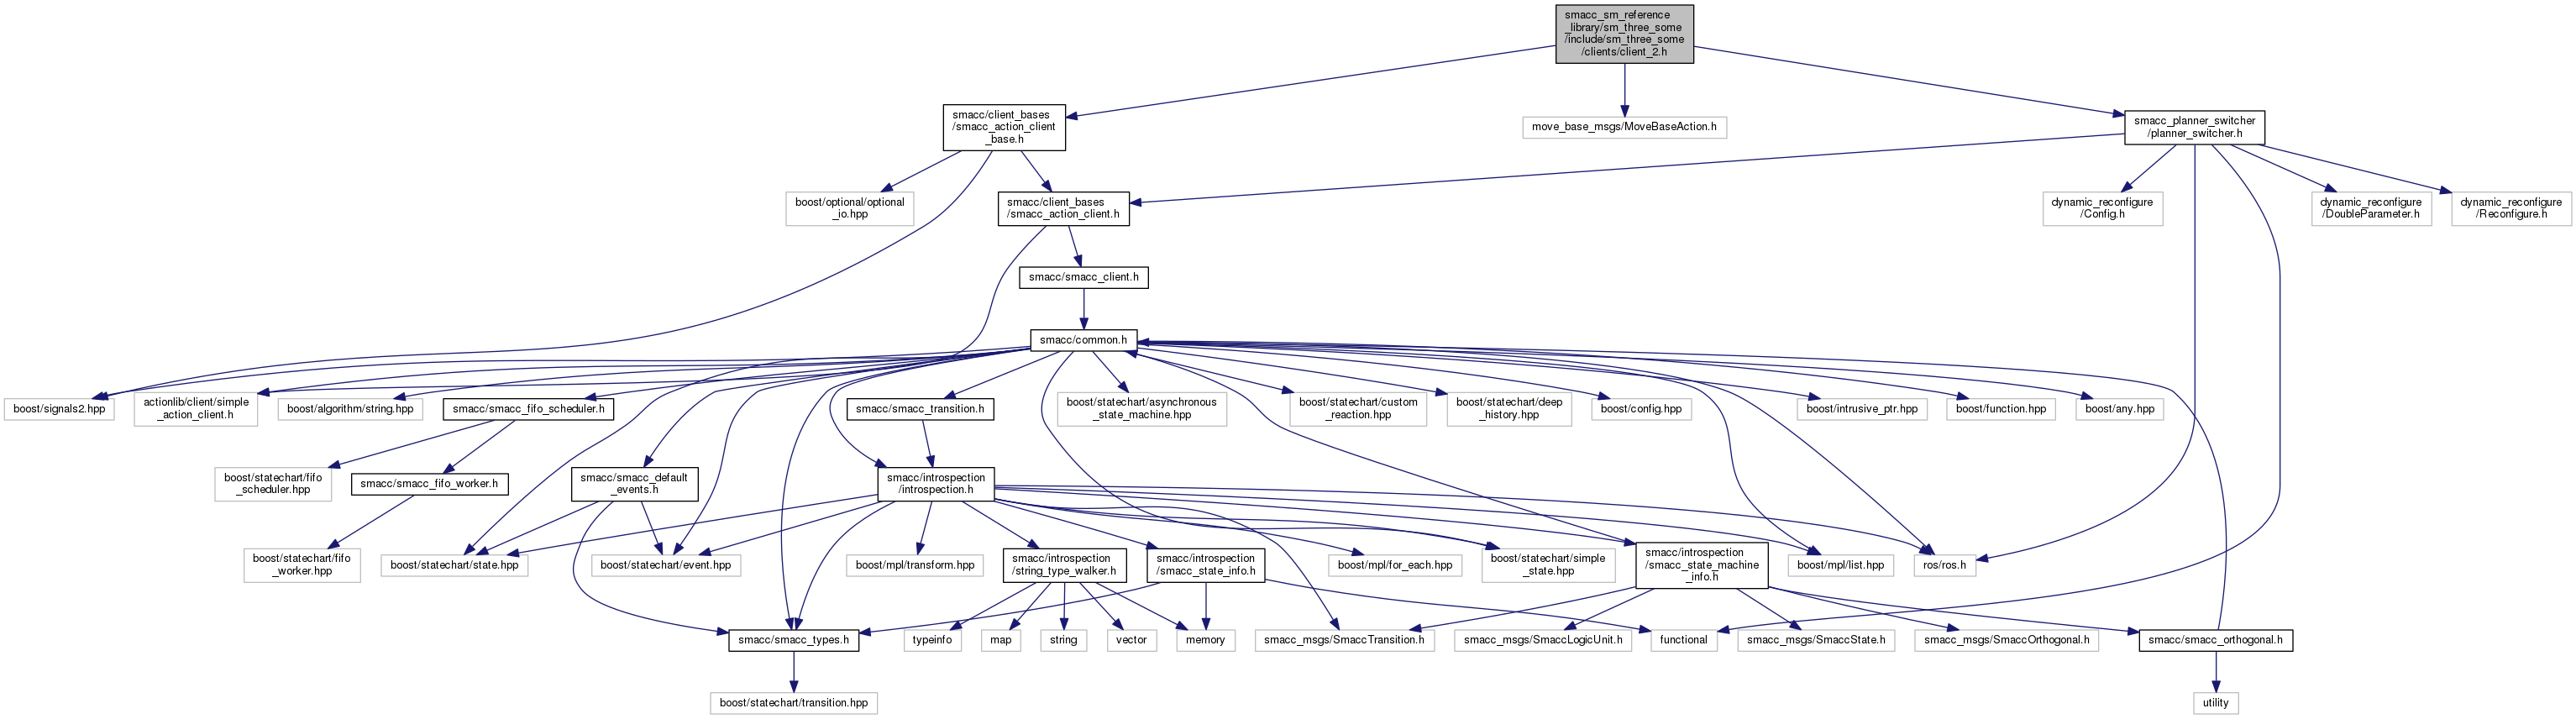 smacc_sm_reference
_library/sm_three_some
/include/sm_three_some
/clients/client_2.h
smacc/client_bases
/smacc_action_client
_base.h
move_base_msgs/MoveBaseAction.h
smacc_planner_switcher
/planner_switcher.h
boost/optional/optional
_io.hpp
smacc/client_bases
/smacc_action_client.h
dynamic_reconfigure
/Config.h
dynamic_reconfigure
/DoubleParameter.h
dynamic_reconfigure
/Reconfigure.h
smacc/smacc_client.h
smacc/common.h
boost/signals2.hpp
actionlib/client/simple
_action_client.h
boost/algorithm/string.hpp
smacc/smacc_fifo_scheduler.h
smacc/smacc_transition.h
boost/statechart/asynchronous
_state_machine.hpp
boost/statechart/custom
_reaction.hpp
boost/statechart/deep
_history.hpp
boost/config.hpp
boost/intrusive_ptr.hpp
boost/function.hpp
boost/any.hpp
boost/statechart/fifo
_scheduler.hpp
smacc/smacc_fifo_worker.h
smacc/smacc_default
_events.h
smacc/introspection
/introspection.h
boost/statechart/fifo
_worker.hpp
boost/statechart/state.hpp
boost/statechart/event.hpp
boost/mpl/transform.hpp
smacc/introspection
/string_type_walker.h
smacc/introspection
/smacc_state_info.h
boost/mpl/for_each.hpp
boost/statechart/simple
_state.hpp
smacc/introspection
/smacc_state_machine
_info.h
boost/mpl/list.hpp
ros/ros.h
smacc/smacc_types.h
typeinfo
map
string
vector
memory
smacc_msgs/SmaccTransition.h
smacc_msgs/SmaccLogicUnit.h
functional
smacc_msgs/SmaccState.h
smacc_msgs/SmaccOrthogonal.h
smacc/smacc_orthogonal.h
boost/statechart/transition.hpp
utility